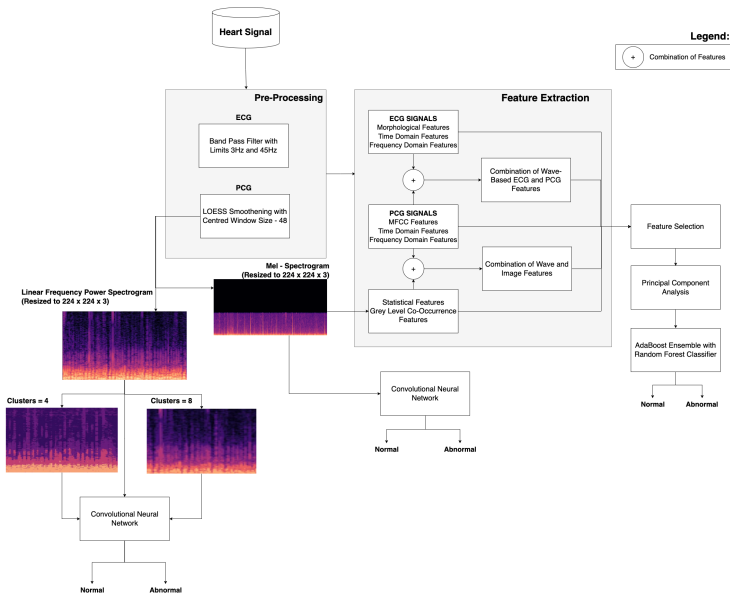 Heart Signal
Legend:
+
Combination of Features
Pre-Processing
ECG
Band Pass Filter with
Limits 3Hz and 45Hz
PCG
LOESS Smoothening with
Centred Window Size - 48
Feature Extraction
ECG SIGNALS
Morphological Features
Time Domain Features
Frequency Domain Features
+
Combination of Wave-
Based ECG and PCG
Features
PCG SIGNALS
MFCC Features
Time Domain Features
Frequency Domain Features
+
Combination of Wave and
Image Features
Statistical Features
Grey Level Co-Occurrence
Features
Feature Selection
Principal Component
Analysis
AdaBoost Ensemble with
Random Forest Classifier
Normal
Abnormal
Mel - Spectrogram
(Resized to 224 x 224 x 3)
Linear Frequency Power Spectrogram
(Resized to 224 x 224 x 3)
Clusters = 4
Clusters = 8
Convolutional Neural
Network
Normal
Abnormal
Convolutional Neural
Network
Normal
Abnormal